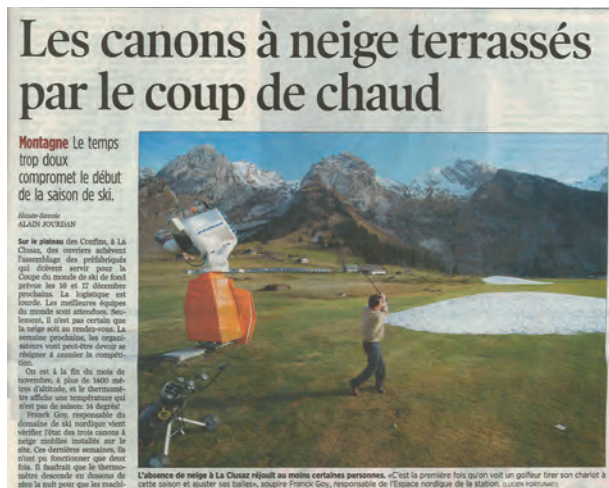 Les canons à neige terrassés
par le coup de chaud
Montagne Le temps
trop doux
compromet le début
de la saison de ski.
Haute-Savoie
ALAIN JOURDAN
Sur le plateau des Confins, à La
Clusaz, des ouvriers achèvent
l'assemblage des préfabriqués
qui doivent servir pour la
Coupe du monde de ski de fond
prévue les 16 et 17 décembre
prochains. La logistique est
lourde. Les meilleures équipes
du monde sont attendues. Seu-
lement, il n'est pas certain que
la neige soit au rendez-vous. La
semaine prochaine, les organi-
sateurs vont peut-être devoir se
résigner à annuler la compéti-
tion.
On est à la fin du mois de
novembre, à plus de 1400 mè-
tres d'altitude, et le thermomè-
tre affiche une température qui
n'est pas de saison: 14 degrés!
Franck Goy, responsable du
domaine de ski nordique vient
vérifier l'état des trois canons à
neige mobiles installés sur le
site. Ces dernières semaines, ils
n'ont pu fonctionner que deux
fois. Il faudrait que le thermo-
mètre descende en dessous de
zéro la nuit pour que les machi-
L'absence de neige à La Clusaz réjouit au moins certaines personnes. «C'est la première fois qu'on voit un golfeur tirer son chariot à
cette saison et ajuster ses balles», soupire Franck Goy, responsable de l'Espace nordique de la station. LUCIEN FORTUNATI